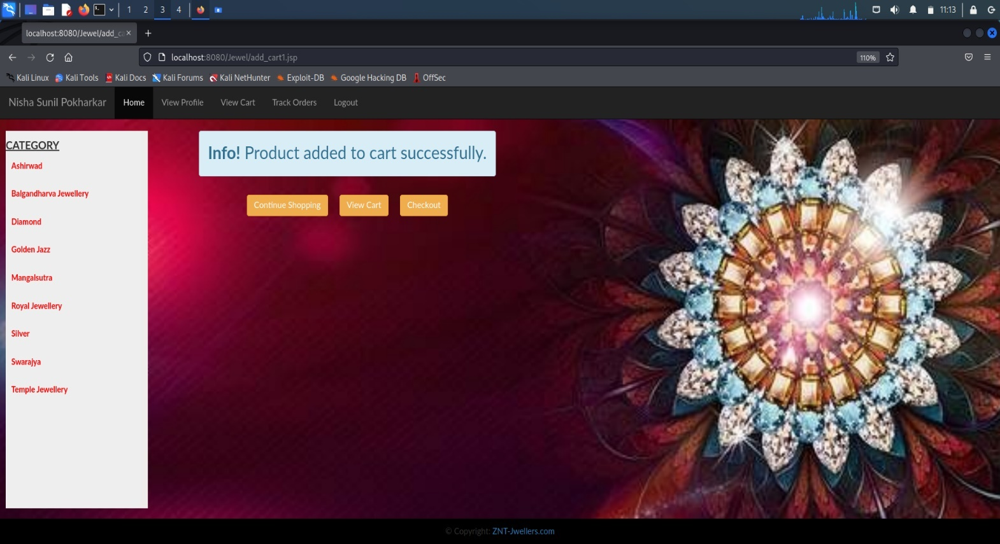 1 2 3 4 11:13
localhost:8080/Jewel/add_ca
localhost:8080/Jewel/add_cart1.jsp 110%
Kali Linux Kali Tools Kali Docs Kali Forums Kali NetHunter Exploit-DB Google Hacking DB OffSec
Nisha Sunil Pokharkar Home View Profile View Cart Track Orders Logout
CATEGORY
Ashirwad
Balgandharva Jewellery
Diamond
Golden Jazz
Mangalsutra
Royal Jewellery
Silver
Swarajya
Temple Jewellery
Info! Product added to cart successfully.
Continue Shopping View Cart Checkout
© Copyright: ZNT-Jwellers.com